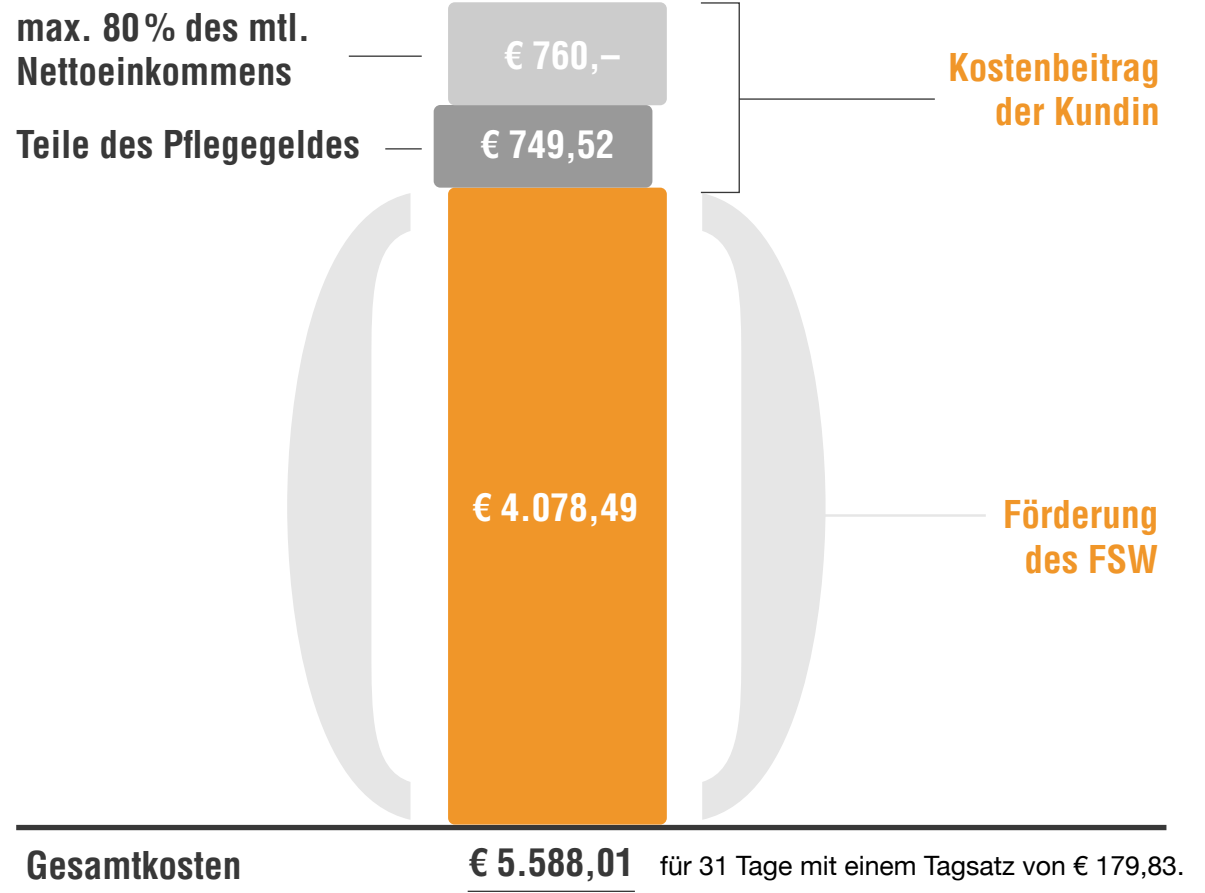 max. 80 % des mtl.
Nettoeinkommens
€ 760,–
Kostenbeitrag
der Kundin
Teile des Pflegegeldes
€ 749,52
€ 4.078,49
Förderung
des FSW
Gesamtkosten
€ 5.588,01 für 31 Tage mit einem Tagsatz von € 179,83.